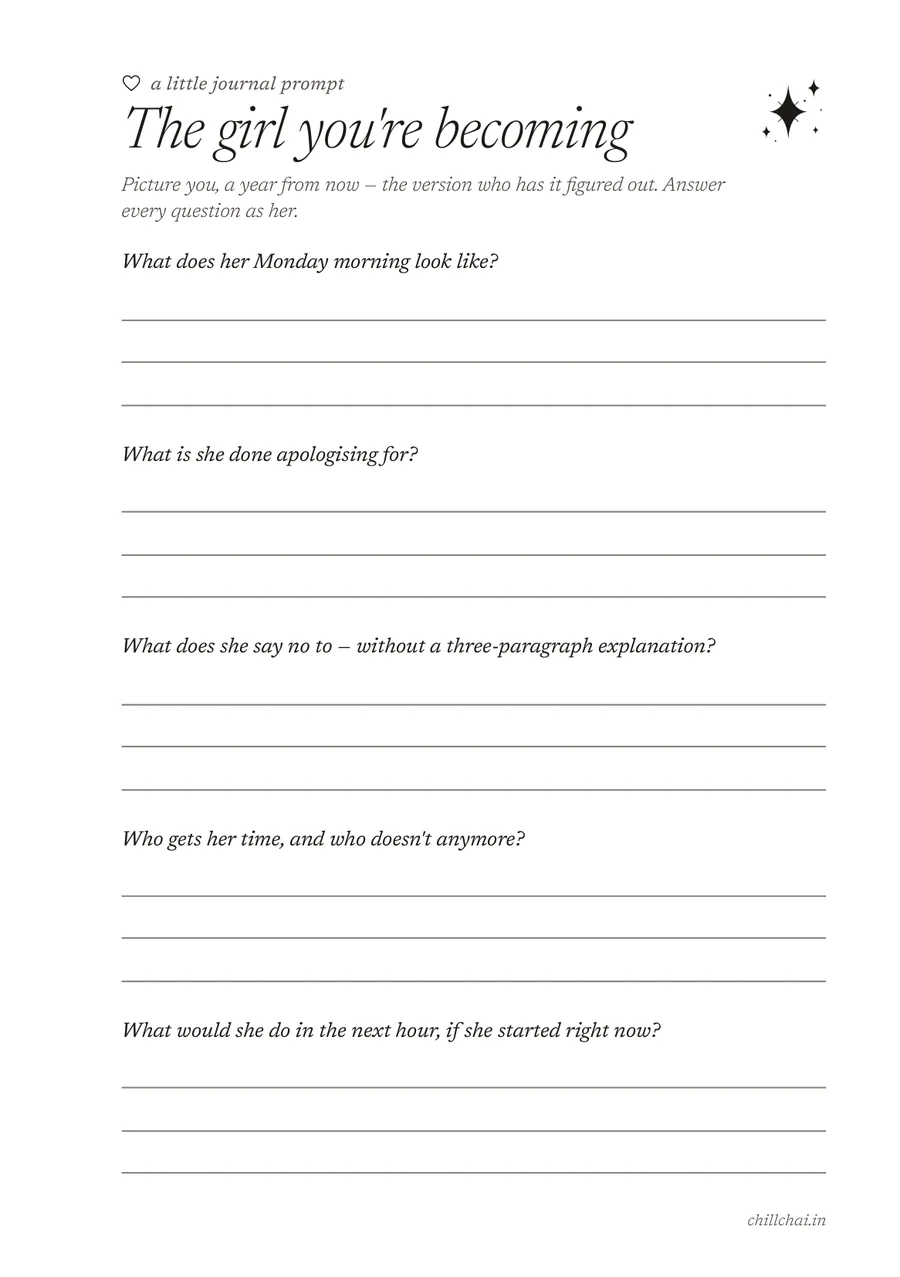 a little journal prompt
The girl you're becoming
Picture you, a year from now – the version who has it figured out. Answer
every question as her.
What does her Monday morning look like?
What is she done apologising for?
What does she say no to – without a three-paragraph explanation?
Who gets her time, and who doesn't anymore?
What would she do in the next hour, if she started right now?
chillchai.in